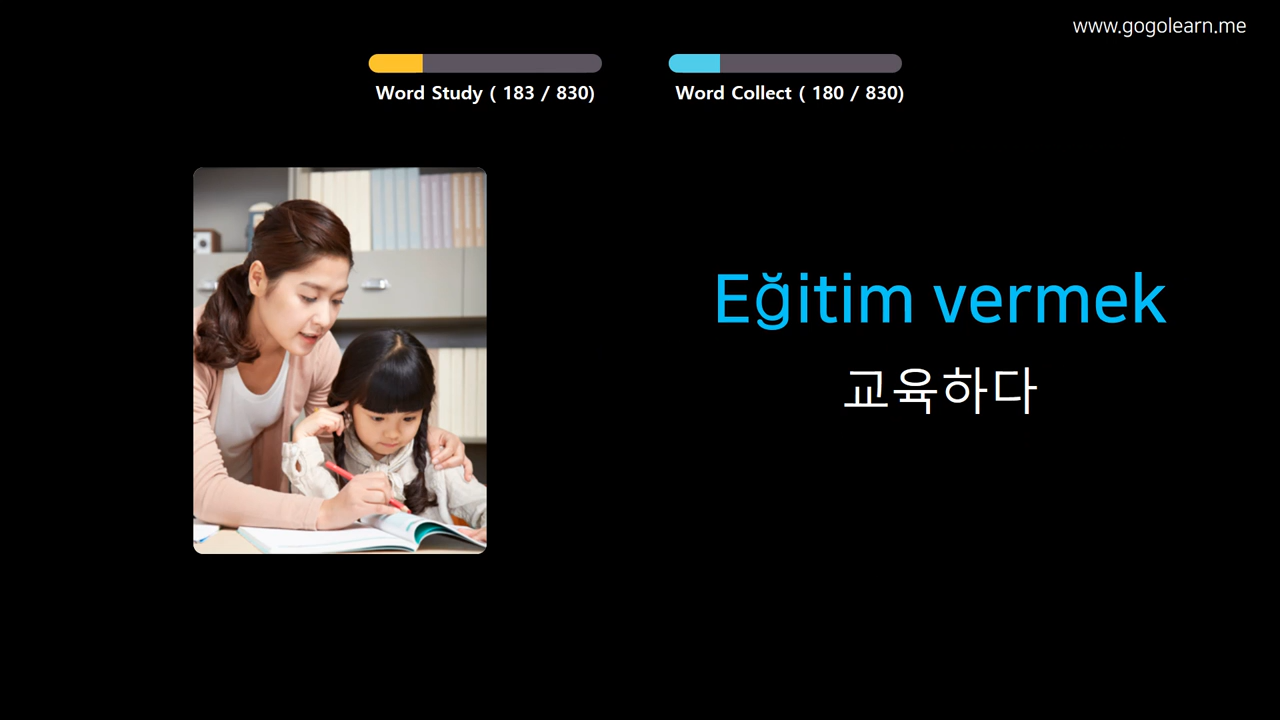 www.gogolearn.me
Word Study ( 183 / 830)
Word Collect ( 180 / 830)
Eğitim vermek
교육하다